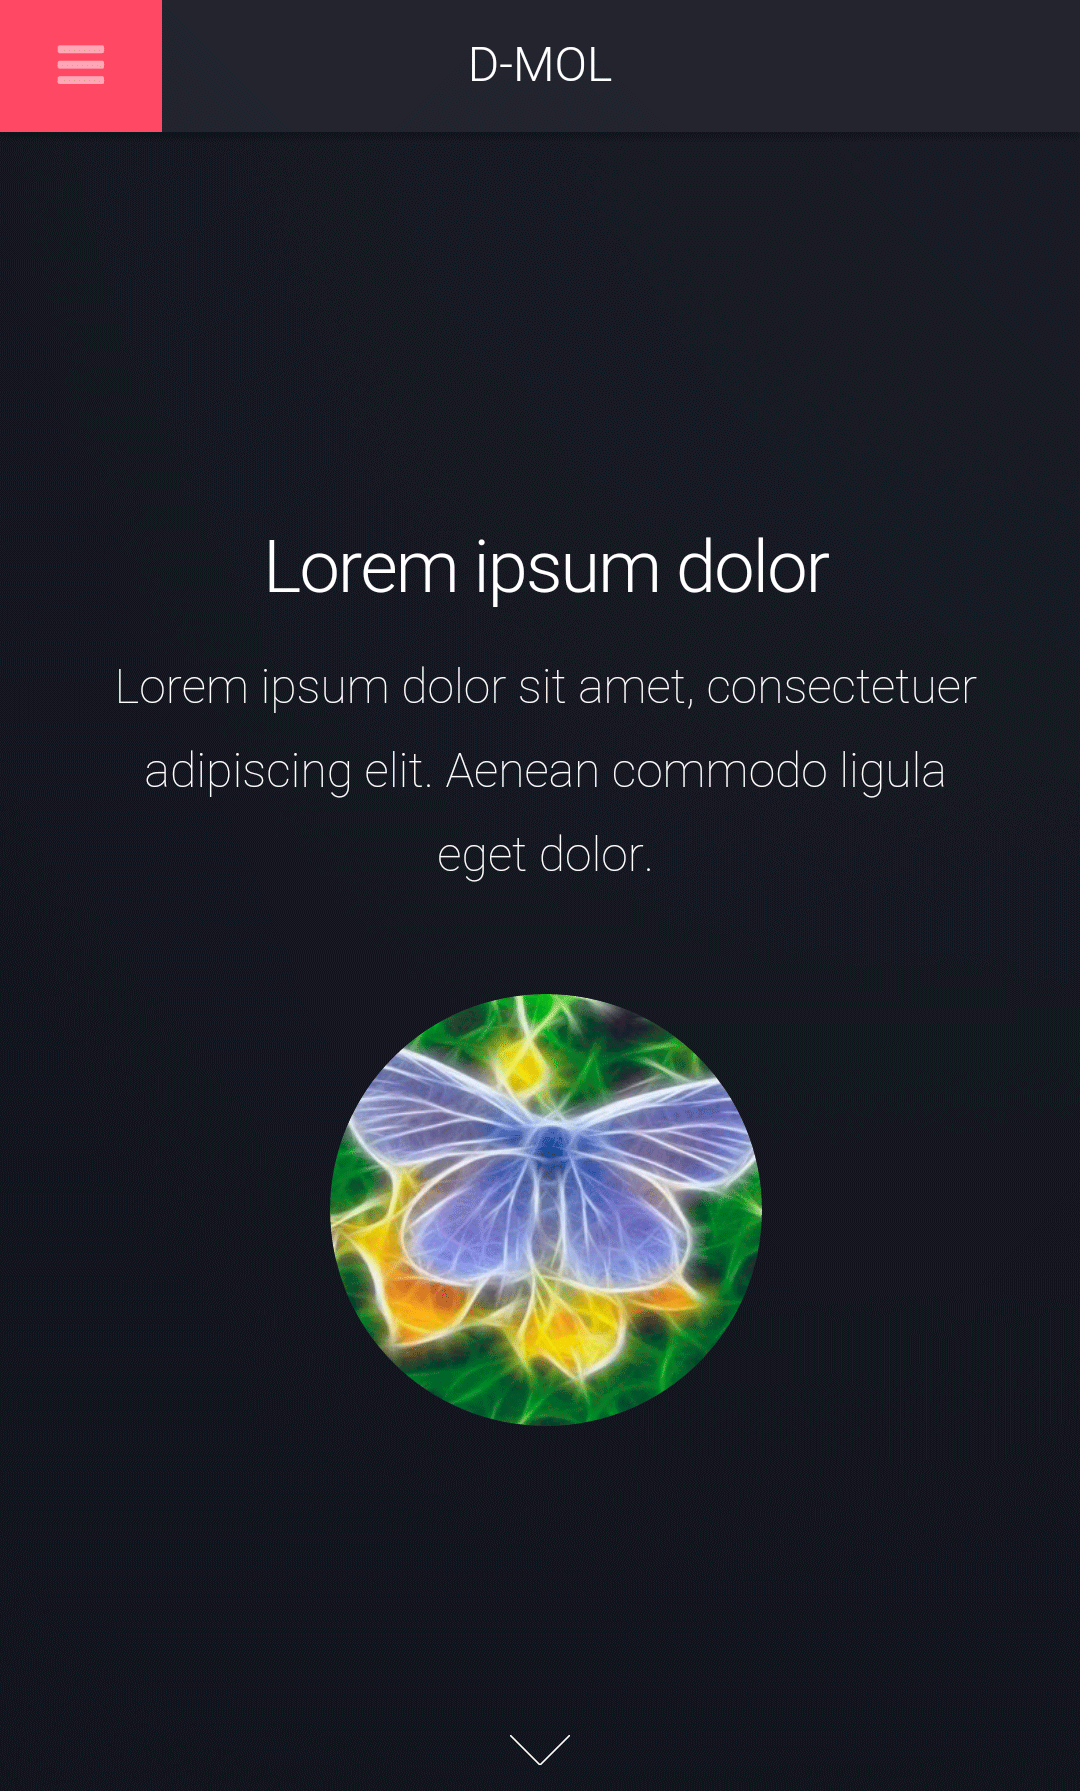 D-MOL
Lorem ipsum dolor
Lorem ipsum dolor sit amet, consectetuer
adipiscing elit. Aenean commodo ligula
eget dolor.